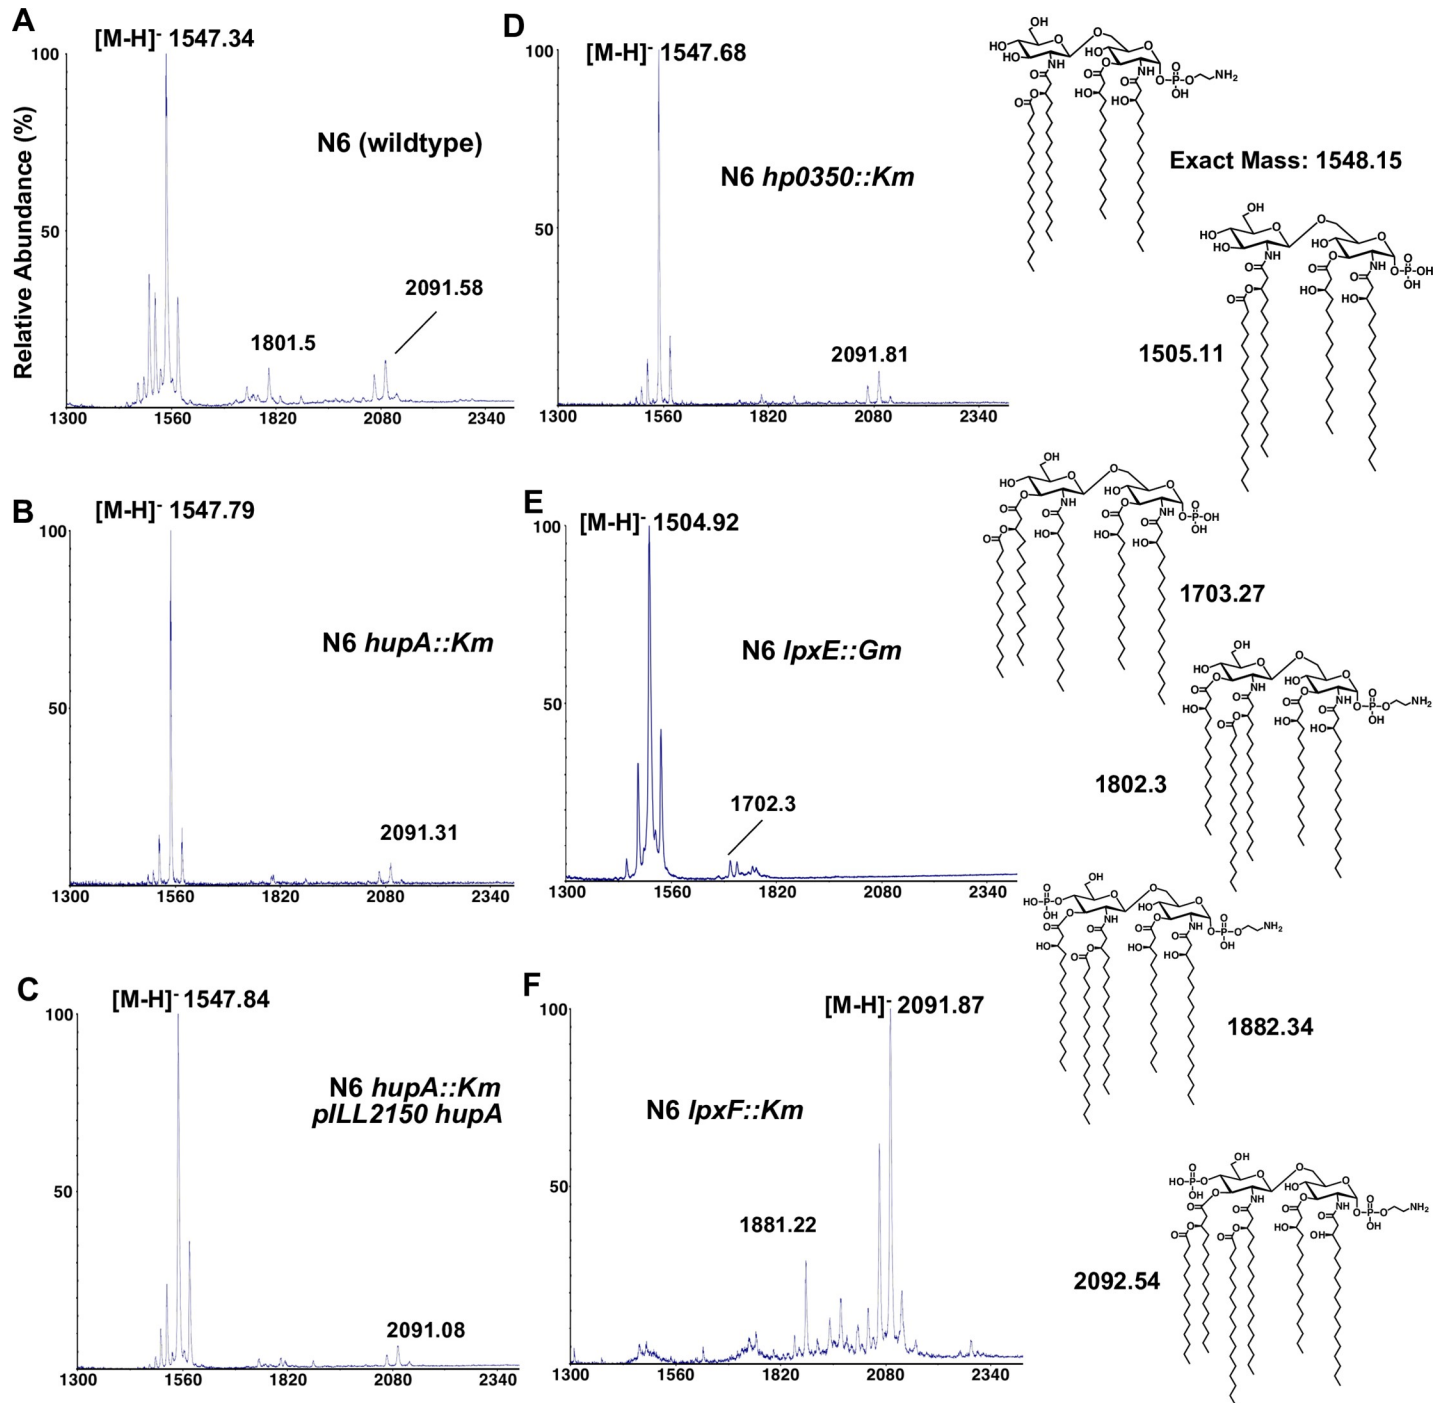 A
[M-H]- 1547.34
N6 (wildtype)
2091.58
1801.5
Relative Abundance (%)
100
50
1300 1560 1820 2080 2340
B
[M-H]- 1547.79
N6 hupA::Km
2091.31
100
50
1300 1560 1820 2080 2340
C
[M-H]- 1547.84
N6 hupA::Km
pILL2150 hupA
2091.08
100
50
1300 1560 1820 2080 2340
D
[M-H]- 1547.68
N6 hp0350::Km
2091.81
100
50
1300 1560 1820 2080 2340
E
[M-H]- 1504.92
N6 lpxE::Gm
1702.3
100
50
1300 1560 1820 2080 2340
F
[M-H]- 2091.87
N6 lpxF::Km
1881.22
100
50
1300 1560 1820 2080 2340
Exact Mass: 1548.15
1505.11
1703.27
1802.3
1882.34
2092.54